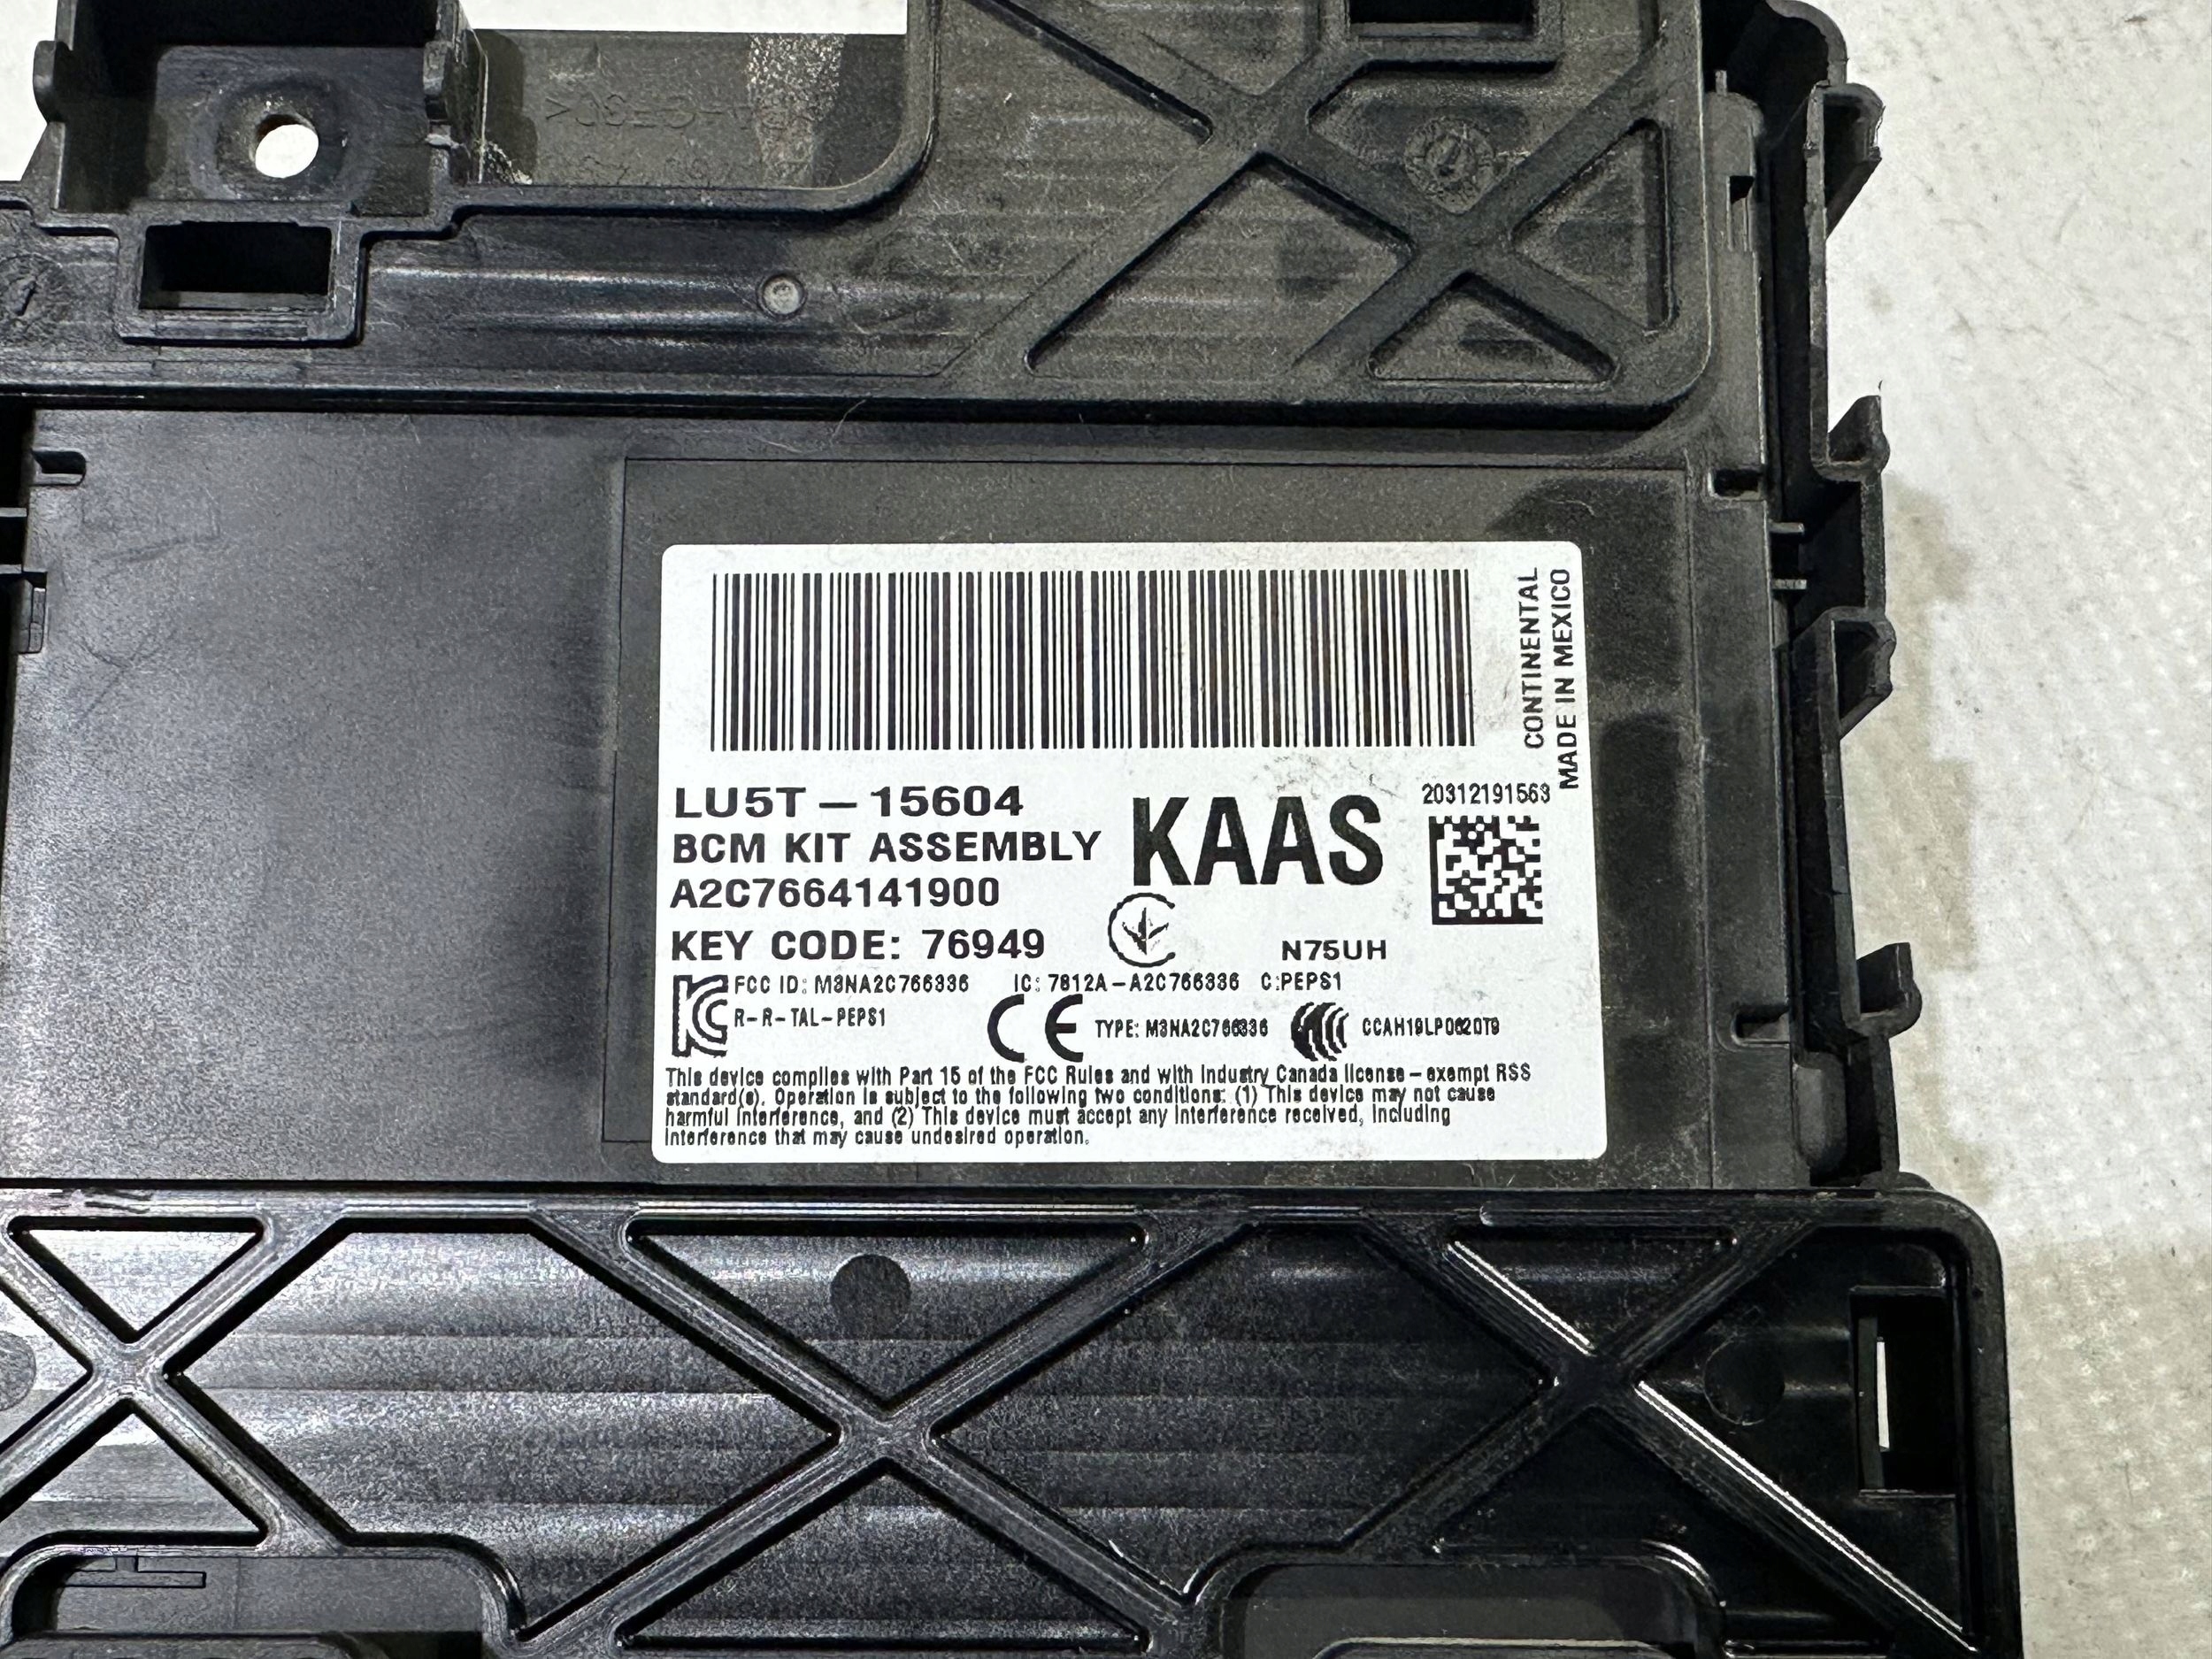 CONTINENTAL
MADE IN MEXICO
LU5T-15604
BCM KIT ASSEMBLY
A2C7664141900
KAAS
20312191563
KEY CODE: 76949
N75UH
FCC ID: M3NA2C766336 IC: 7812A-A2C766336 C:PEPS1
R-R-TAL-PEPS1
CE
TYPE: M3NA2C766336
CCAH19LP0620T9
This device complies with Part 15 of the FCC Rules and with Industry Canada license-exempt RSS
standard(s). Operation is subject to the following two conditions: (1) This device may not cause
harmful interference, and (2) This device must accept any interference received, including
interference that may cause undesired operation.